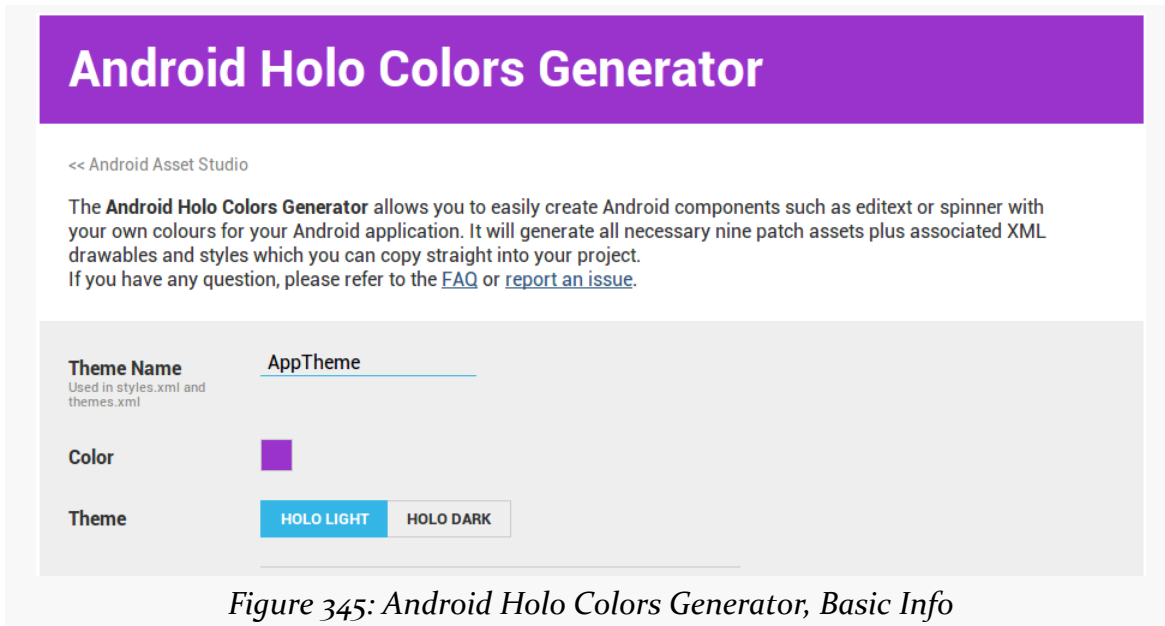 Android Holo Colors Generator
<< Android Asset Studio
The Android Holo Colors Generator allows you to easily create Android components such as editext or spinner with
your own colours for your Android application. It will generate all necessary nine patch assets plus associated XML
drawables and styles which you can copy straight into your project.
If you have any question, please refer to the FAQ or report an issue.
Theme Name
Used in styles.xml and
themes.xml
AppTheme
Color
Theme
HOLO LIGHT HOLO DARK
Figure 345: Android Holo Colors Generator, Basic Info